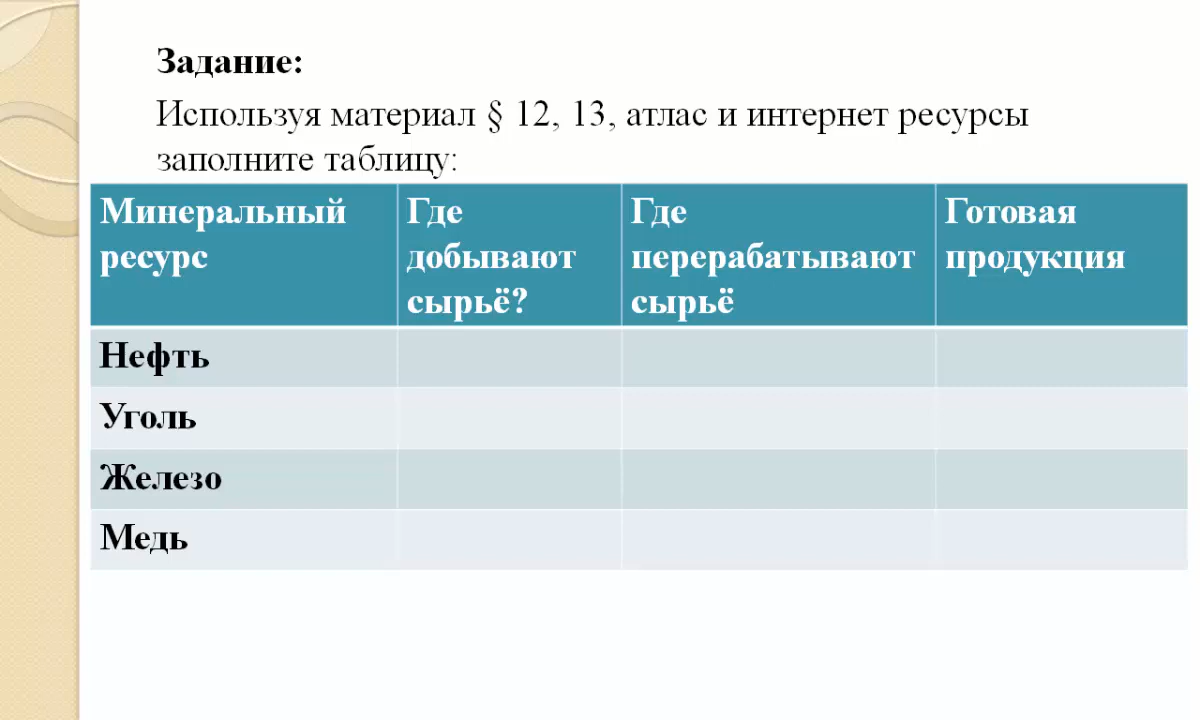 Задание:
Используя материал § 12, 13, атлас и интернет ресурсы
заполните таблицу:
Минеральный ресурс
Где добывают сырьё?
Где перерабатывают сырьё
Готовая продукция
Нефть
Уголь
Железо
Медь